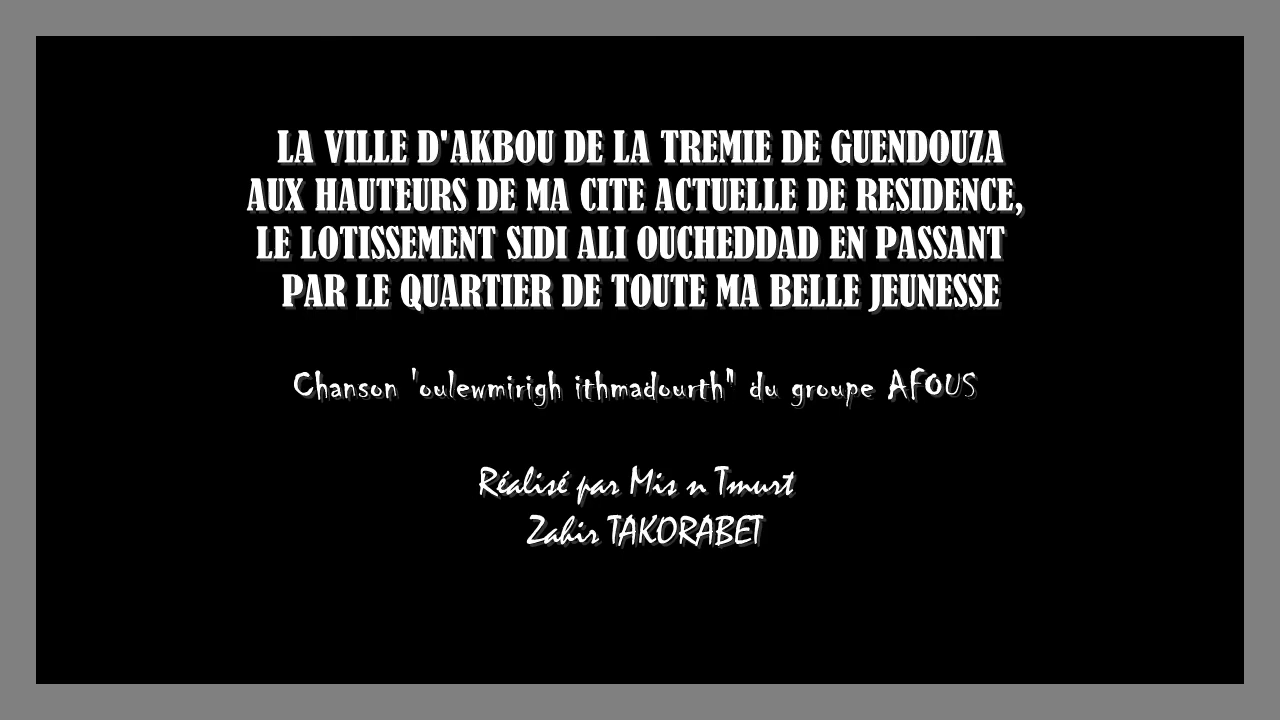 LA VILLE D'AKBOU DE LA TREMIE DE GUENDOUZA
AUX HAUTEURS DE MA CITE ACTUELLE DE RESIDENCE,
LE LOTISSEMENT SIDI ALI OUCHEDDAD EN PASSANT
PAR LE QUARTIER DE TOUTE MA BELLE JEUNESSE
Chanson 'oulewmirigh ithmadourth" du groupe AFOUS
Réalisé par Mis n Tmurt
Zahir TAKORABET